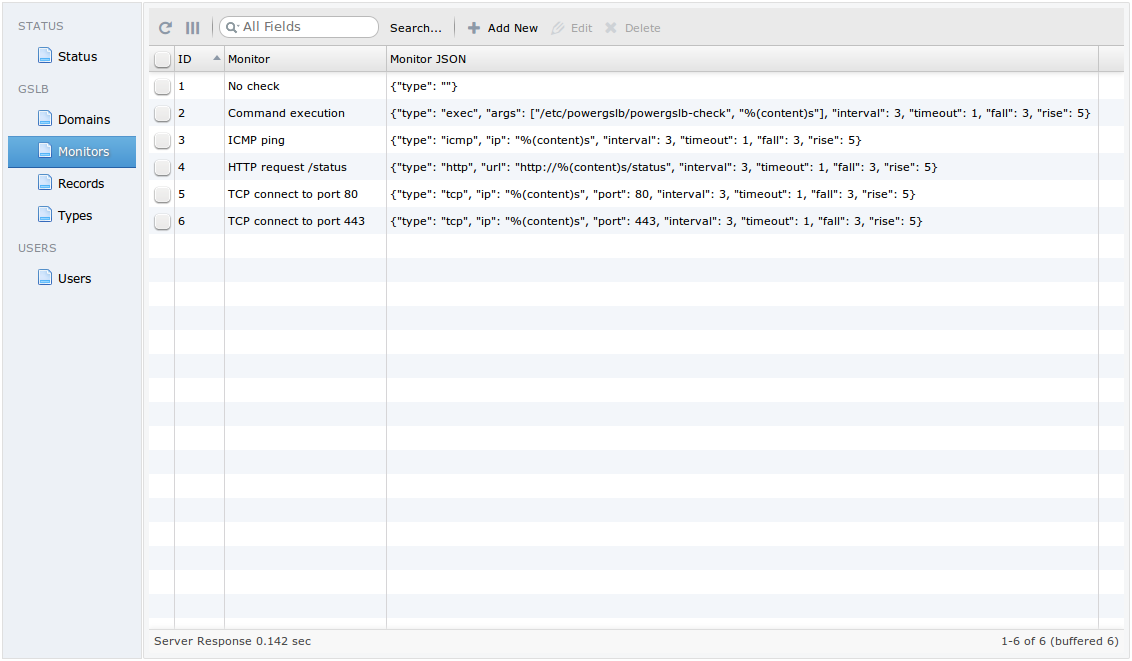 STATUS
Status
GSLB
Domains
Monitors
Records
Types
USERS
Users
All Fields Search... Add New Edit Delete
ID Monitor Monitor JSON
1 No check {"type": ""}
2 Command execution {"type": "exec", "args": ["/etc/powergslb/powergslb-check", "%(content)s"], "interval": 3, "timeout": 1, "fall": 3, "rise": 5}
3 ICMP ping {"type": "icmp", "ip": "%(content)s", "interval": 3, "timeout": 1, "fall": 3, "rise": 5}
4 HTTP request /status {"type": "http", "url": "http://%(content)s/status", "interval": 3, "timeout": 1, "fall": 3, "rise": 5}
5 TCP connect to port 80 {"type": "tcp", "ip": "%(content)s", "port": 80, "interval": 3, "timeout": 1, "fall": 3, "rise": 5}
6 TCP connect to port 443 {"type": "tcp", "ip": "%(content)s", "port": 443, "interval": 3, "timeout": 1, "fall": 3, "rise": 5}
Server Response 0.142 sec 1-6 of 6 (buffered 6)